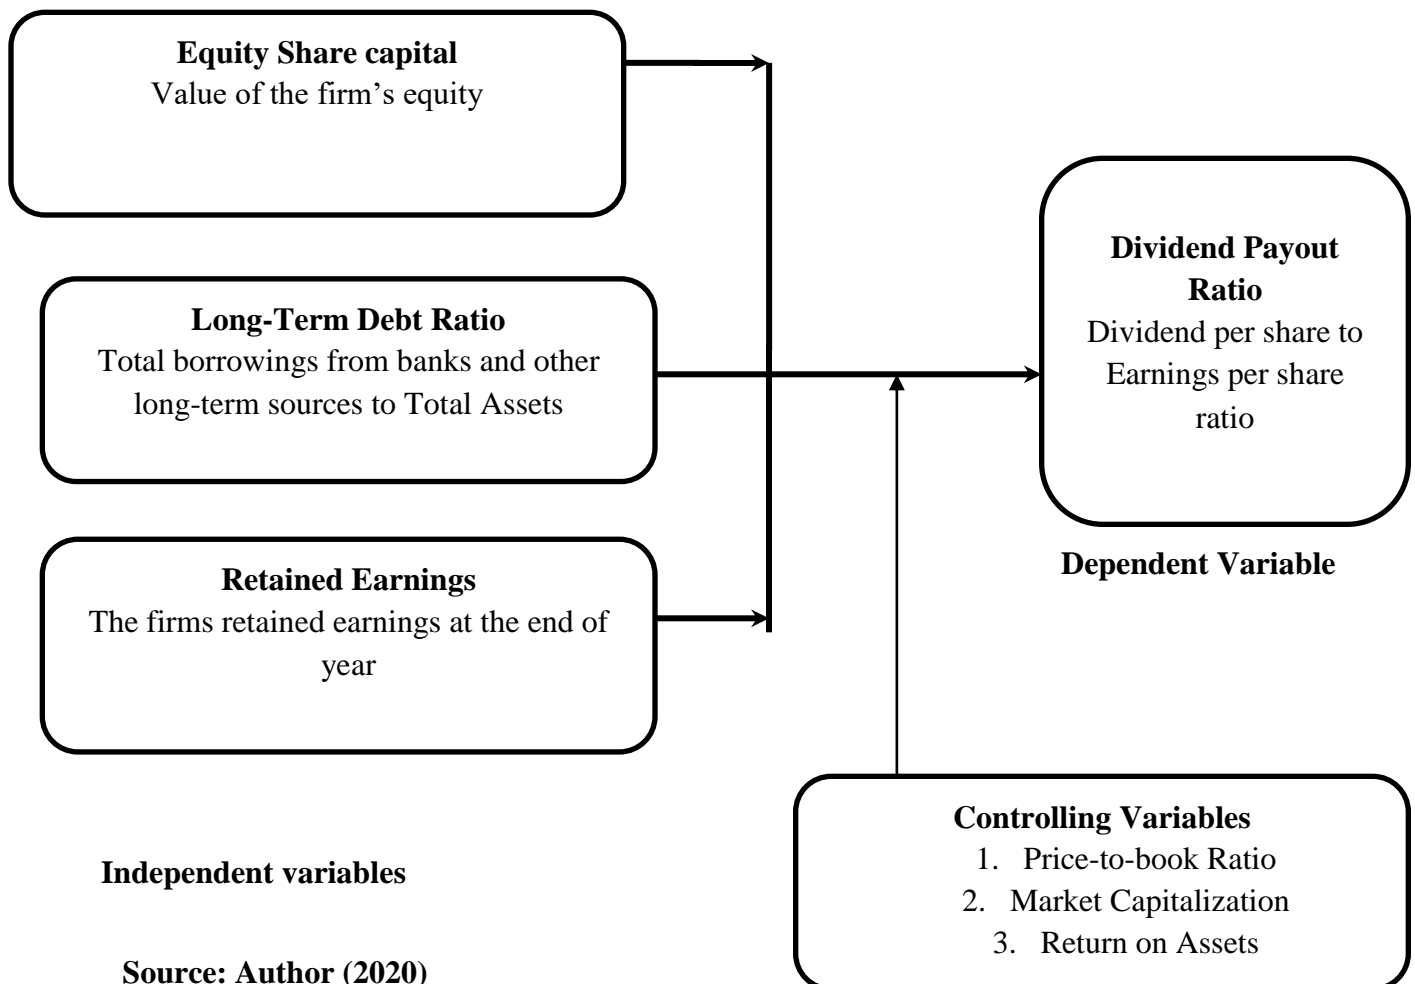 Equity Share capital
Value of the firm’s equity
Long-Term Debt Ratio
Total borrowings from banks and other
long-term sources to Total Assets
Retained Earnings
The firms retained earnings at the end of
year
Independent variables
Source: Author (2020)
Dividend Payout
Ratio
Dividend per share to
Earnings per share
ratio
Dependent Variable
Controlling Variables
1. Price-to-book Ratio
2. Market Capitalization
3. Return on Assets